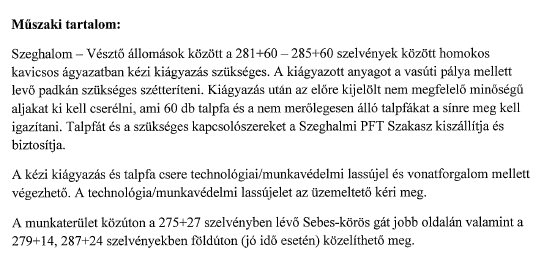 Műszaki tartalom:
Szeghalom – Vésztő állomások között a 281+60 – 285+60 szelvények között homokos
kavicsos ágyazatban kézi kiágyazás szükséges. A kiágyazott anyagot a vasúti pálya mellett
levő padkán szükséges szétteríteni. Kiágyazás után az előre kijelölt nem megfelelő minőségű
aljakat ki kell cserélni, ami 60 db talpfa és a nem merőlegesen álló talpfákat a sínre meg kell
igazítani. Talpfát és a szükséges kapcsolószereket a Szeghalmi PFT Szakasz kiszállítja és
biztosítja.
A kézi kiágyazás és talpfa csere technológiai/munkavédelmi lassújel és vonatforgalom mellett
végezhető. A technológia/munkavédelmi lassújelet az üzemeltető kéri meg.
A munkaterület közúton a 275+27 szelvényben lévő Sebes-körös gát jobb oldalán valamint a
279+14, 287+24 szelvényekben földúton (jó idő esetén) közelíthető meg.